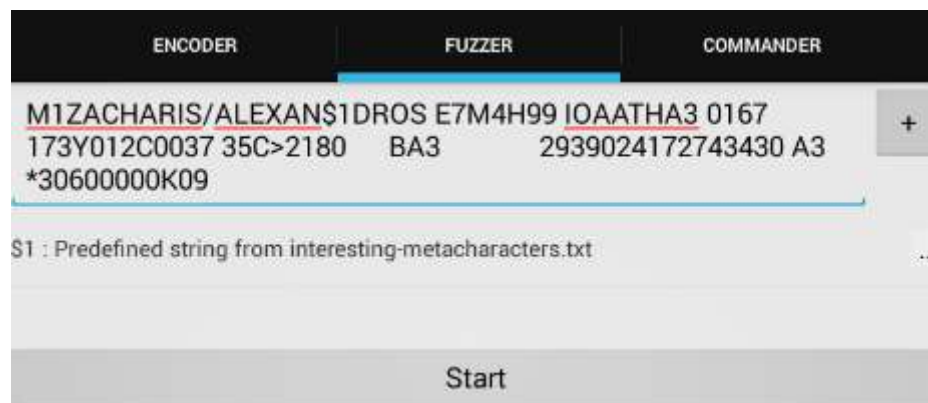 ENCODER FUZZER COMMANDER
M1ZACHARIS/ALEXAN$1DROS E7M4H99 IOAATHA3 0167
173Y012C0037 35C>2180 BA3 2939024172743430 A3
*30600000K09
+
$1 : Predefined string from interesting-metacharacters.txt
..
Start